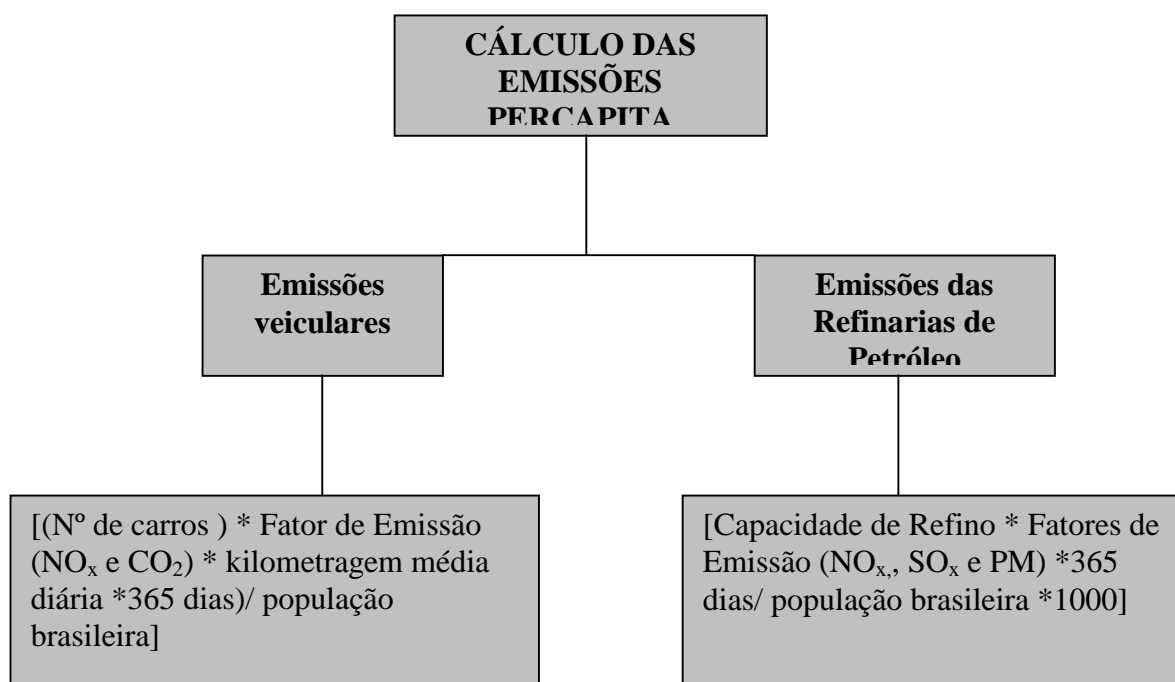 CÁLCULO DAS
EMISSÕES
PERCAPITA
Emissões
veiculares
Emissões das
Refinarias de
Petróleo
[(Nº de carros ) * Fator de Emissão
(NOx e CO2) * kilometragem média
diária *365 dias)/ população
brasileira]
[Capacidade de Refino * Fatores de
Emissão (NOx,, SOx e PM) *365
dias/ população brasileira *1000]